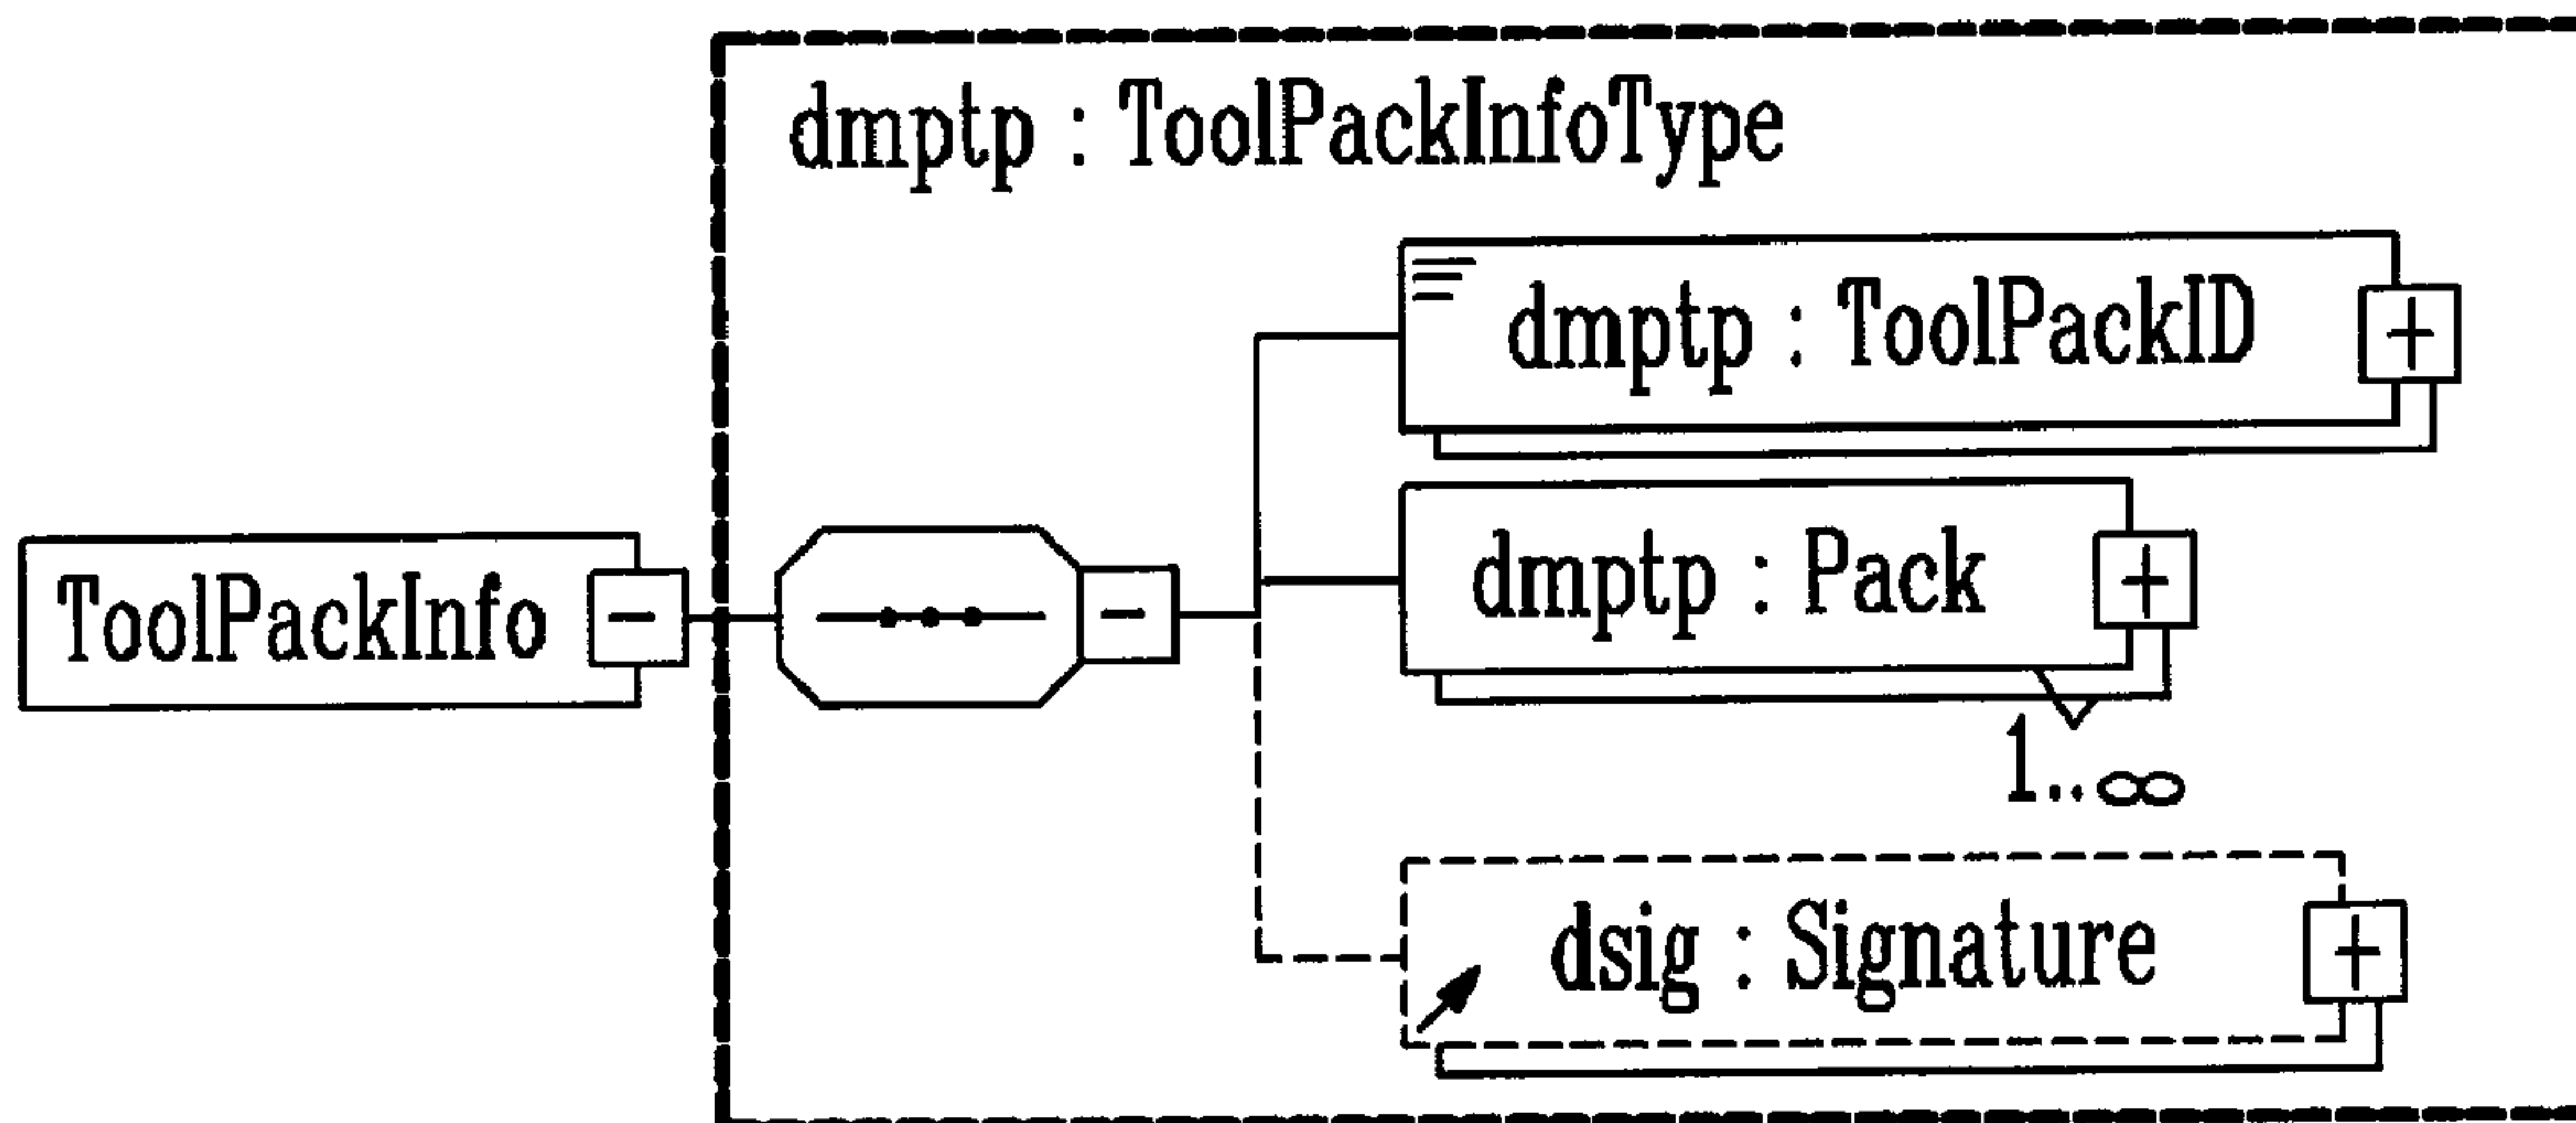 dmptp : ToolPackInfoType
dmptp : ToolPackID
ToolPackInfo
dmptp : Pack
1..∞
dsig : Signature